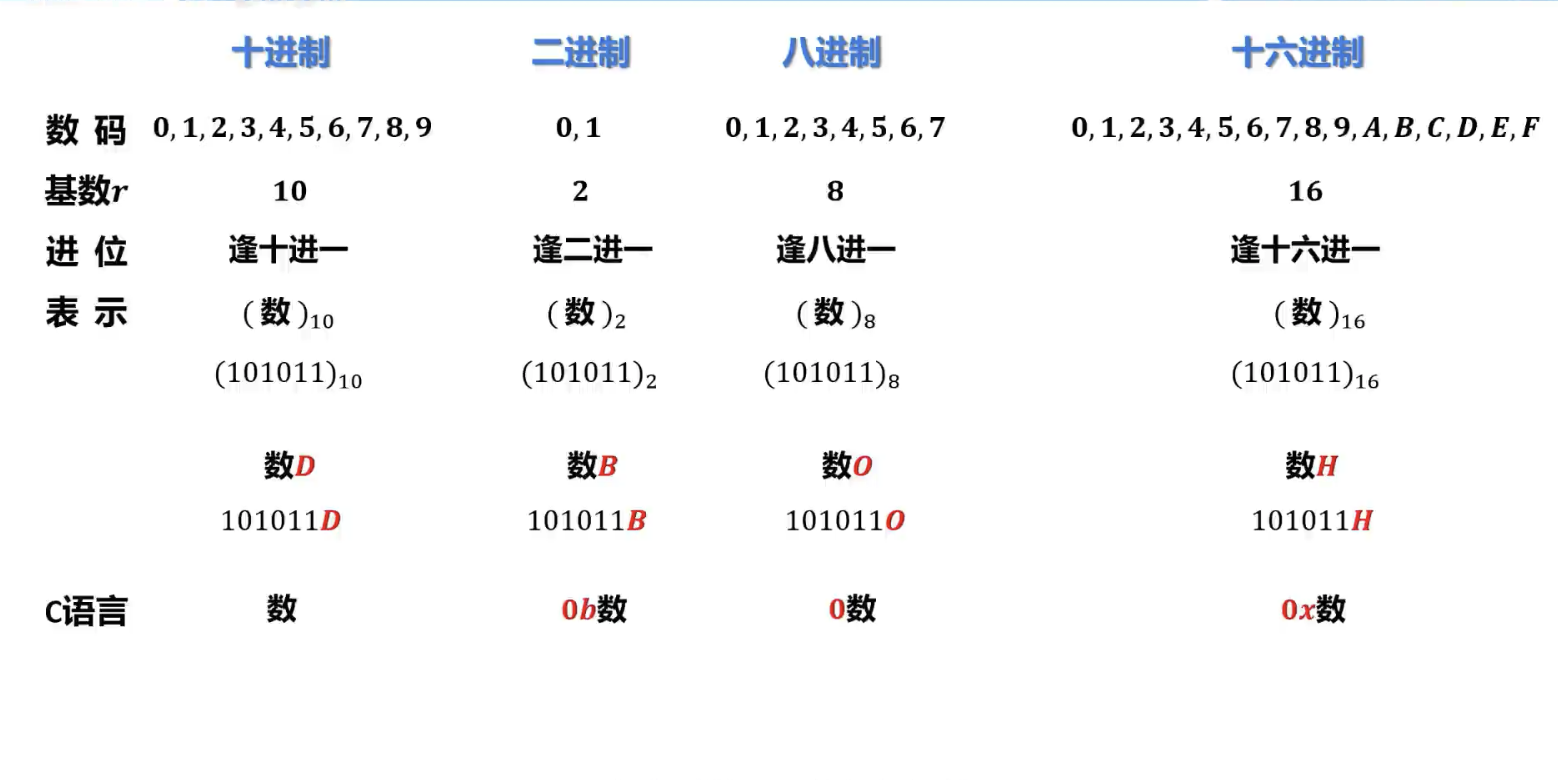 十进制 二进制 八进制 十六进制
数 码 0,1,2,3,4,5,6,7,8,9 0,1 0,1,2,3,4,5,6,7 0,1,2,3,4,5,6,7,8,9,A,B,C,D,E,F
基数r 10 2 8 16
进 位 逢十进一 逢二进一 逢八进一 逢十六进一
表 示 (数)₁₀ (数)₂ (数)₈ (数)₁₆
(101011)₁₀ (101011)₂ (101011)₈ (101011)₁₆
数D 数B 数O 数H
101011D 101011B 101011O 101011H
C语言 数 0b数 0数 0x数